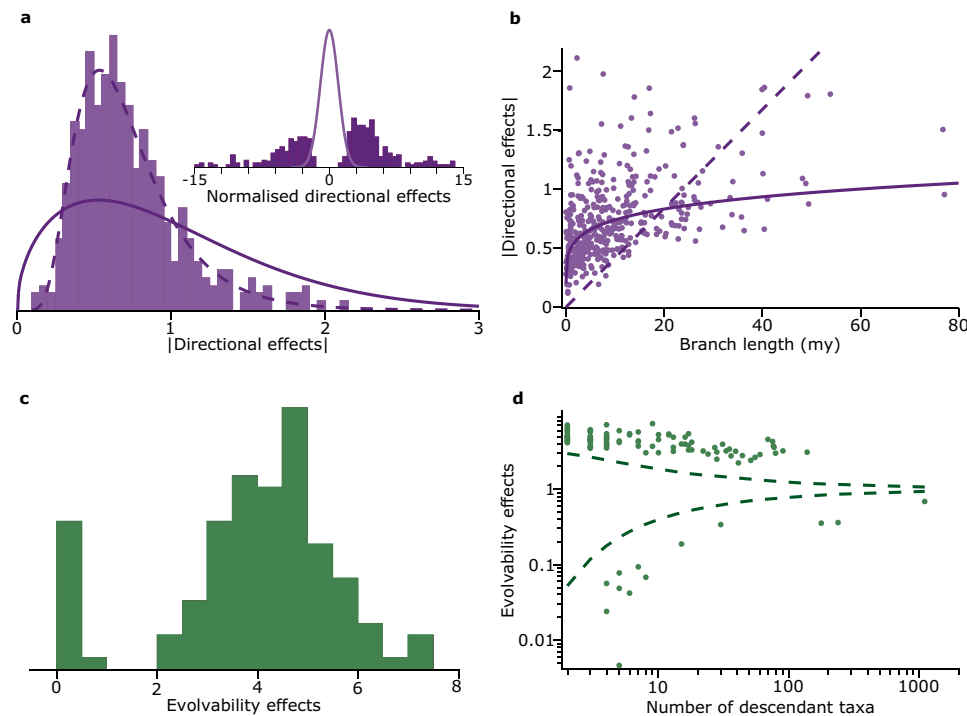 a
-15 0 15
Normalised directional effects
0 1 2 3
|Directional effects|
b
2
1.5
1
0.5
0
|Directional effects|
0 20 40 60 80
Branch length (my)
c
0 2 4 6 8
Evolvability effects
d
1
0.1
0.01
Evolvability effects
10 100 1000
Number of descendant taxa